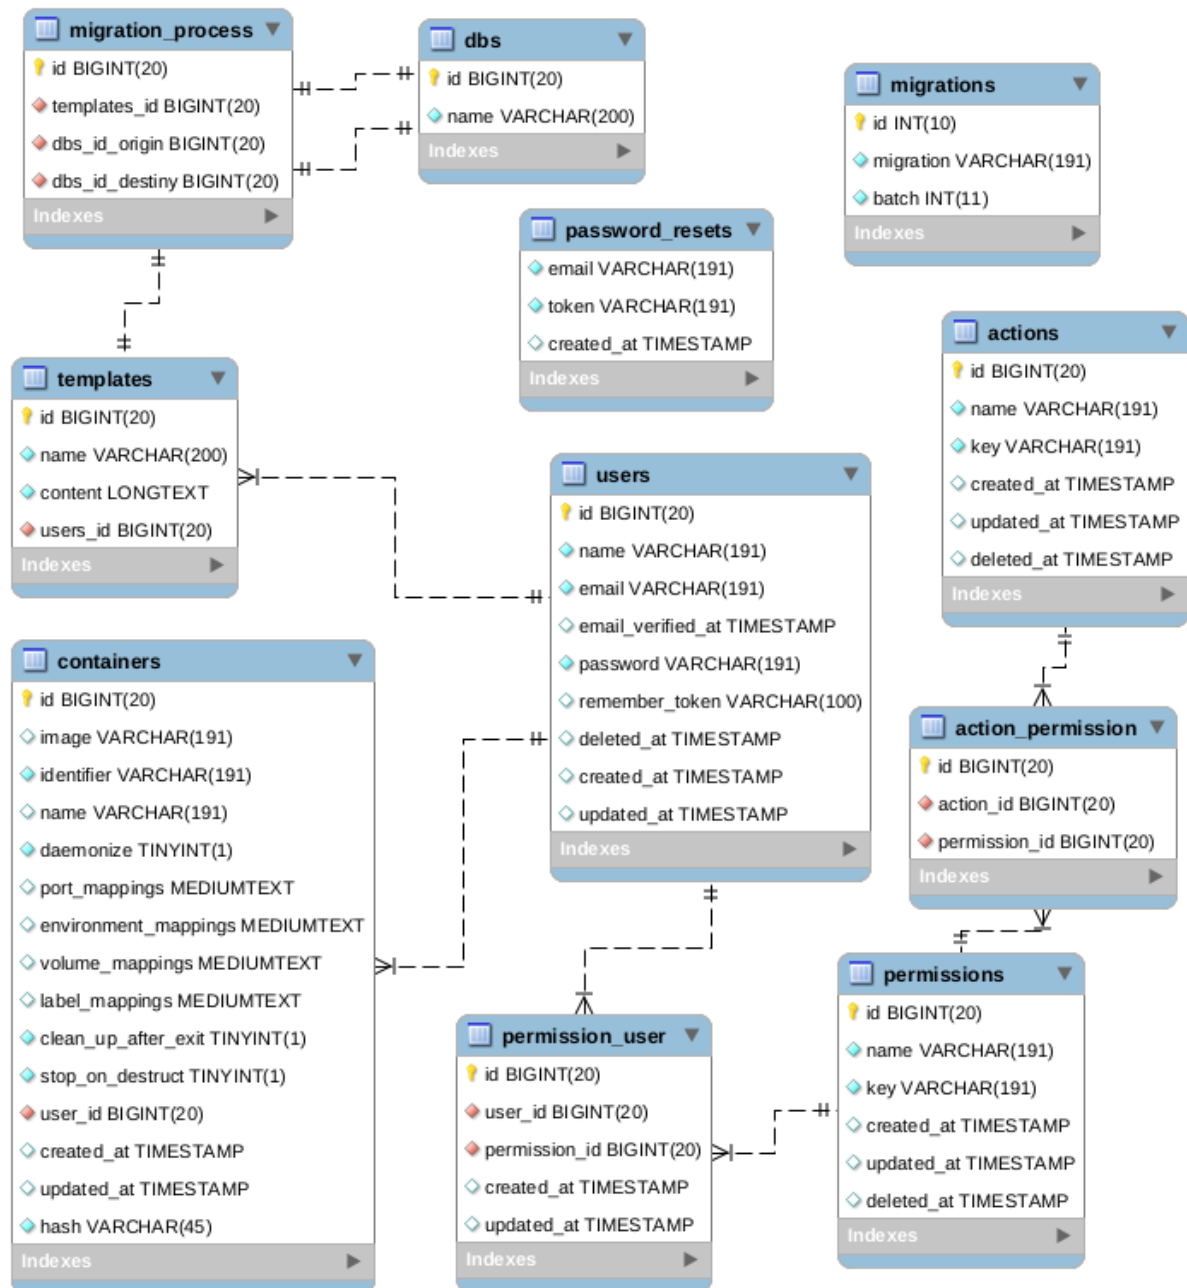 migration_process
id BIGINT(20)
templates_id BIGINT(20)
dbs_id_origin BIGINT(20)
dbs_id_destiny BIGINT(20)
Indexes
dbs
id BIGINT(20)
name VARCHAR(200)
Indexes
migrations
id INT(10)
migration VARCHAR(191)
batch INT(11)
Indexes
password_resets
email VARCHAR(191)
token VARCHAR(191)
created_at TIMESTAMP
Indexes
actions
id BIGINT(20)
name VARCHAR(191)
key VARCHAR(191)
created_at TIMESTAMP
updated_at TIMESTAMP
deleted_at TIMESTAMP
Indexes
templates
id BIGINT(20)
name VARCHAR(200)
content LONGTEXT
users_id BIGINT(20)
Indexes
users
id BIGINT(20)
name VARCHAR(191)
email VARCHAR(191)
email_verified_at TIMESTAMP
password VARCHAR(191)
remember_token VARCHAR(100)
deleted_at TIMESTAMP
created_at TIMESTAMP
updated_at TIMESTAMP
Indexes
containers
id BIGINT(20)
image VARCHAR(191)
identifier VARCHAR(191)
name VARCHAR(191)
daemonize TINYINT(1)
port_mappings MEDIUMTEXT
environment_mappings MEDIUMTEXT
volume_mappings MEDIUMTEXT
label_mappings MEDIUMTEXT
clean_up_after_exit TINYINT(1)
stop_on_destruct TINYINT(1)
user_id BIGINT(20)
created_at TIMESTAMP
updated_at TIMESTAMP
hash VARCHAR(45)
Indexes
action_permission
id BIGINT(20)
action_id BIGINT(20)
permission_id BIGINT(20)
Indexes
permission_user
id BIGINT(20)
user_id BIGINT(20)
permission_id BIGINT(20)
created_at TIMESTAMP
updated_at TIMESTAMP
Indexes
permissions
id BIGINT(20)
name VARCHAR(191)
key VARCHAR(191)
created_at TIMESTAMP
updated_at TIMESTAMP
deleted_at TIMESTAMP
Indexes